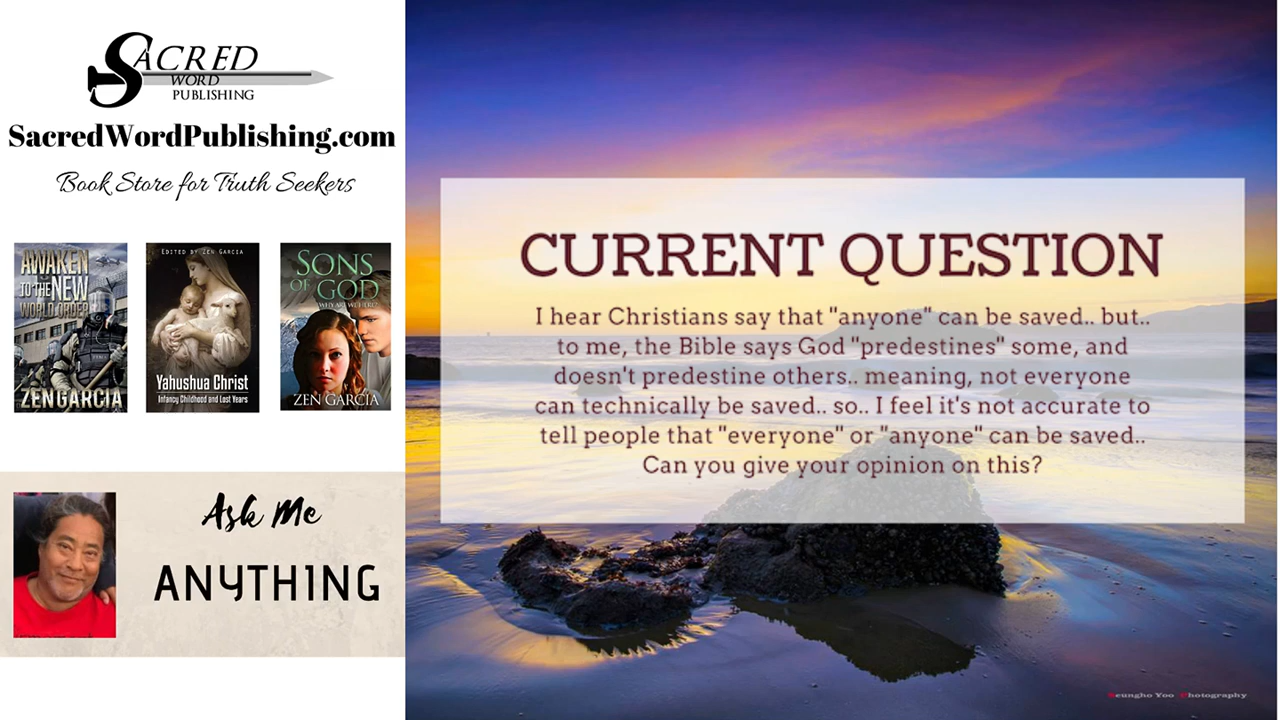 SACRED
WORD
PUBLISHING
SacredWordPublishing.com
Book Store for Truth Seekers
AWAKEN
TO THE NEW
WORLD ORDER
ZEN GARCIA
EDITED BY ZEN GARCIA
Yahushua Christ
Infancy Childhood and Lost Years
SONS
OF GOD
WHY ARE WE HERE?
ZEN GARCIA
Ask Me
ANYTHING
CURRENT QUESTION
I hear Christians say that "anyone" can be saved.. but..
to me, the Bible says God "predestines" some, and
doesn't predestine others.. meaning, not everyone
can technically be saved.. so.. I feel it's not accurate to
tell people that "everyone" or "anyone" can be saved..
Can you give your opinion on this?
Seungho Yoo Photography